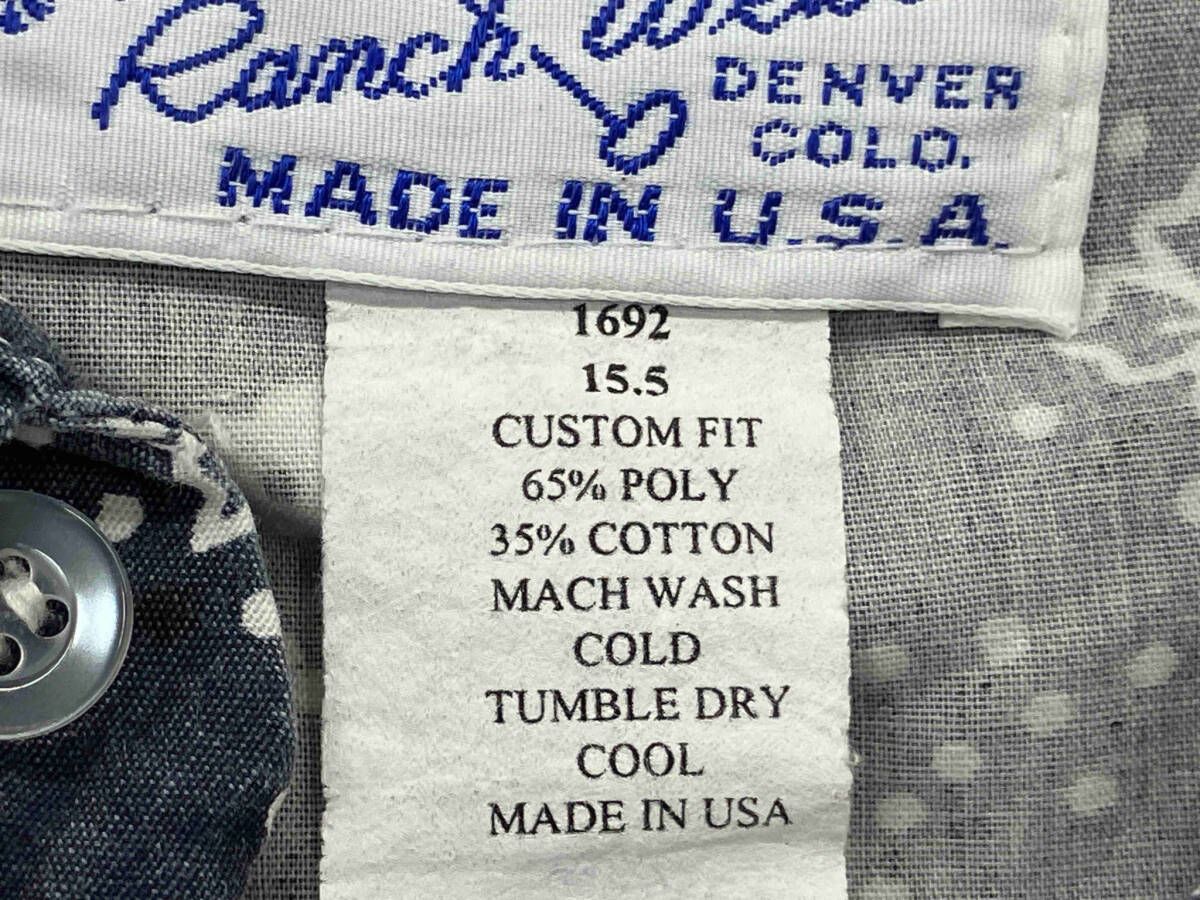 Ranch
DENVER
COLO.
MADE IN U.S.A.
1692
15.5
CUSTOM FIT
65% POLY
35% COTTON
MACH WASH
COLD
TUMBLE DRY
COOL
MADE IN USA